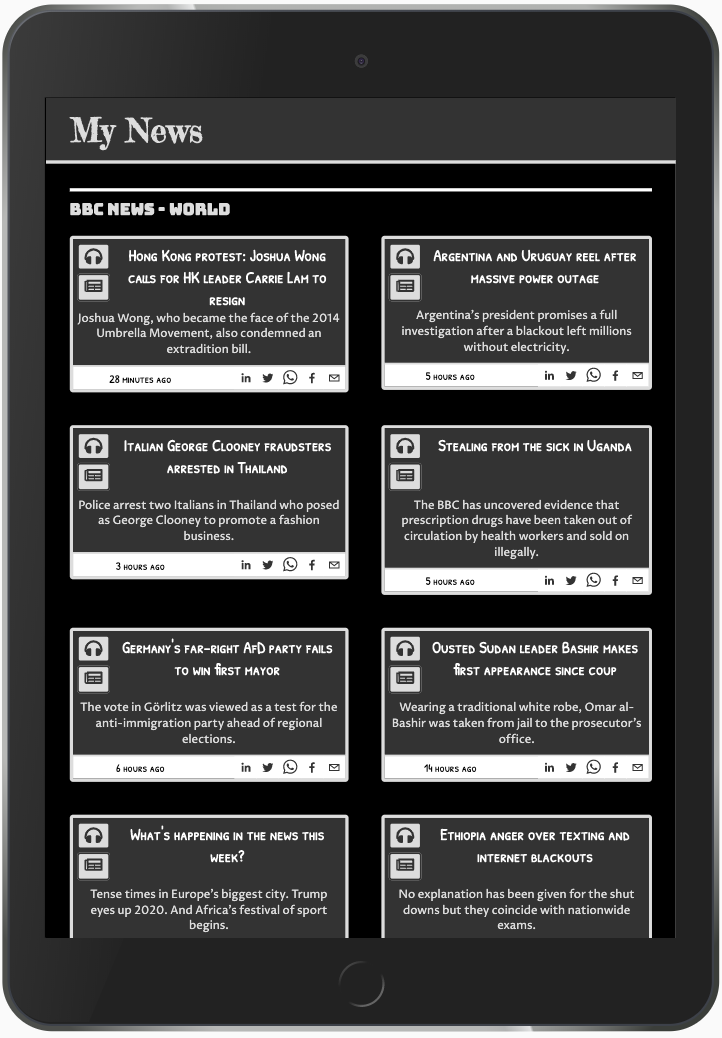 My News
BBC NEWS - WORLD
Hong Kong protest: Joshua Wong
calls for HK leader Carrie Lam to
resign
Joshua Wong, who became the face of the 2014
Umbrella Movement, also condemned an
extradition bill.
28 minutes ago
Argentina and Uruguay reel after
massive power outage
Argentina's president promises a full
investigation after a blackout left millions
without electricity.
5 hours ago
Italian George Clooney fraudsters
arrested in Thailand
Police arrest two Italians in Thailand who posed
as George Clooney to promote a fashion
business.
3 hours ago
Stealing from the sick in Uganda
The BBC has uncovered evidence that
prescription drugs have been taken out of
circulation by health workers and sold on
illegally.
5 hours ago
Germany's far-right AfD party fails
to win first mayor
The vote in Görlitz was viewed as a test for the
anti-immigration party ahead of regional
elections.
6 hours ago
Ousted Sudan leader Bashir makes
first appearance since coup
Wearing a traditional white robe, Omar al-
Bashir was taken from jail to the prosecutor's
office.
14 hours ago
What's happening in the news this
week?
Tense times in Europe's biggest city. Trump
eyes up 2020. And Africa's festival of sport
begins.
Ethiopia anger over texting and
internet blackouts
No explanation has been given for the shut
downs but they coincide with nationwide
exams.